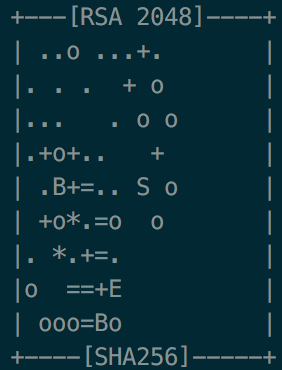 +---[RSA 2048]----+
| ..o ...+.       |
|. . .  + o       |
|...   . o o      |
|.+o+..   +       |
| .B+=.. S o      |
| +o*.=o  o       |
|. *.+=.          |
|o  ==+E          |
| ooo=Bo          |
+----[SHA256]-----+